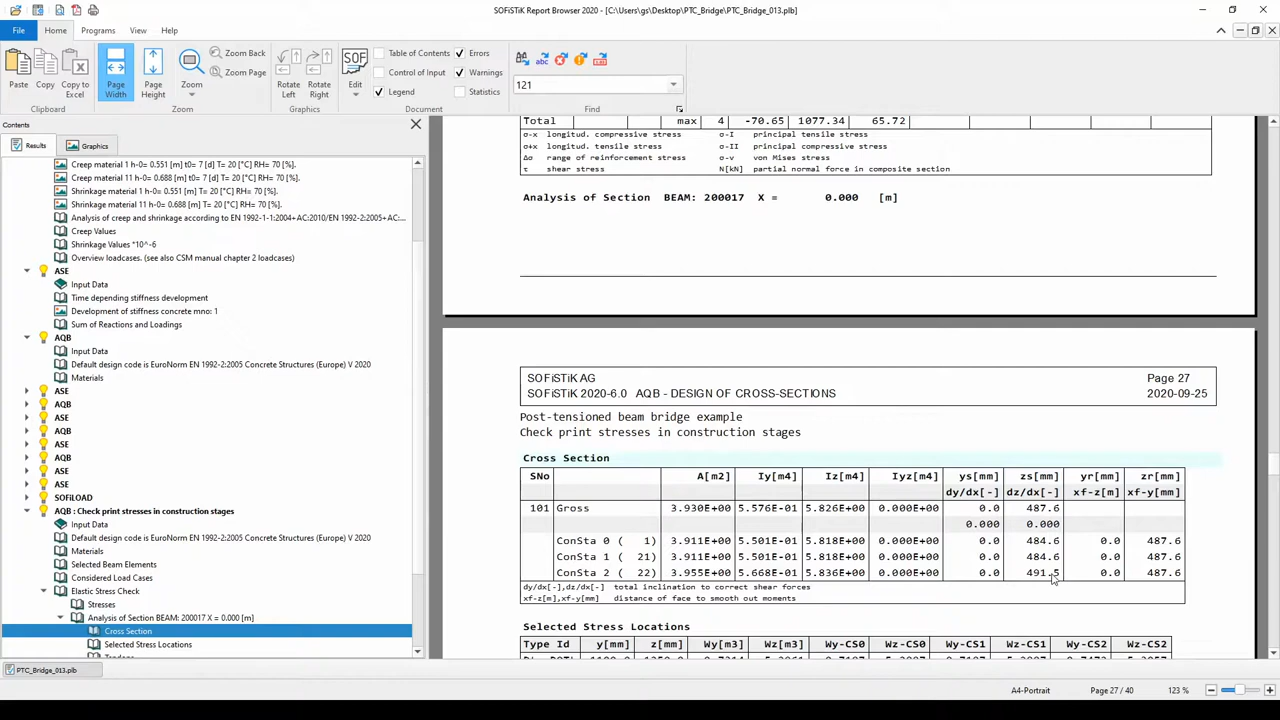 SOFiSTiK Report Browser 2020 - [C:\Users\gs\Desktop\PTC_Bridge\PTC_Bridge_013.plb]
File Home Programs View Help
Paste Copy Copy to Excel
Clipboard
Page Width Page Height Zoom Zoom Back Zoom Page
Zoom
Rotate Left Rotate Right
Graphics
SOF Edit
Table of Contents Errors
Control of Input Warnings
Legend Statistics
Document
121
Find
Contents
Results Graphics
Creep material 1 h-0= 0.551 [m] t0= 7 [d] T= 20 [°C] RH= 70 [%].
Creep material 11 h-0= 0.688 [m] t0= 7 [d] T= 20 [°C] RH= 70 [%].
Shrinkage material 1 h-0= 0.551 [m] T= 20 [°C] RH= 70 [%].
Shrinkage material 11 h-0= 0.688 [m] T= 20 [°C] RH= 70 [%].
Analysis of creep and shrinkage according to EN 1992-1-1:2004+AC:2010/EN 1992-2:2005+AC:...
Creep Values
Shrinkage Values *10^-6
Overview loadcases. (see also CSM manual chapter 2 loadcases)
ASE
Input Data
Time depending stiffness development
Development of stiffness concrete mno: 1
Sum of Reactions and Loadings
AQB
Input Data
Default design code is EuroNorm EN 1992-2:2005 Concrete Structures (Europe) V 2020
Materials
ASE
AQB
ASE
AQB
ASE
AQB
ASE
ASE
SOFiLOAD
AQB : Check print stresses in construction stages
Input Data
Materials
Selected Beam Elements
Considered Load Cases
Elastic Stress Check
Stresses
Analysis of Section BEAM: 200017 X = 0.000 [m]
Cross Section
Selected Stress Locations
Total max 4 -70.65 1077.34 65.72
σ-x longitud. compressive stress σ-I principal tensile stress
σ+x longitud. tensile stress σ-II principal compressive stress
Δσ range of reinforcement stress σ-v von Mises stress
τ shear stress N[kN] partial normal force in composite section
Analysis of Section BEAM: 200017 X = 0.000 [m]
SOFiSTiK AG Page 27
SOFiSTiK 2020-6.0 AQB - DESIGN OF CROSS-SECTIONS 2020-09-25
Post-tensioned beam bridge example
Check print stresses in construction stages
Cross Section
SNo A[m2] Iy[m4] Iz[m4] Iyz[m4] ys[mm] zs[mm] yr[mm] zr[mm]
dy/dx[-] dz/dx[-] xf-z[m] xf-y[mm]
101 Gross 3.930E+00 5.576E-01 5.826E+00 0.000E+00 0.0 487.6
0.000 0.000
ConSta 0 ( 1) 3.911E+00 5.501E-01 5.818E+00 0.000E+00 0.0 484.6 0.0 487.6
ConSta 1 ( 21) 3.911E+00 5.501E-01 5.818E+00 0.000E+00 0.0 484.6 0.0 487.6
ConSta 2 ( 22) 3.955E+00 5.668E-01 5.836E+00 0.000E+00 0.0 491.5 0.0 487.6
dy/dx[-],dz/dx[-] total inclination to correct shear forces
xf-z[m],xf-y[mm] distance of face to smooth out moments
Selected Stress Locations
Type Id y[mm] z[mm] Wy[m3] Wz[m3] Wy-CS0 Wz-CS0 Wy-CS1 Wz-CS1 Wy-CS2 Wz-CS2
PTC_Bridge_013.plb
A4-Portrait Page 27 / 40 123 %